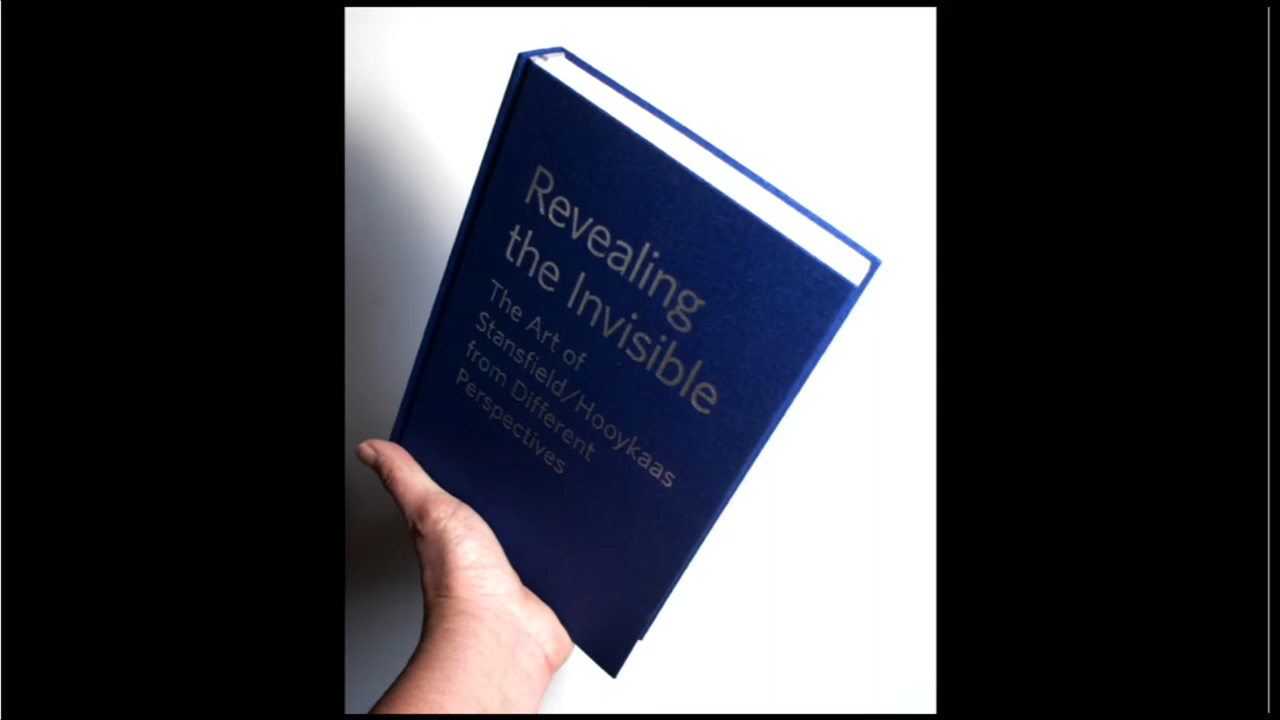 Revealing
the Invisible
The Art of
Stansfield/Hooykaas
from Different
Perspectives